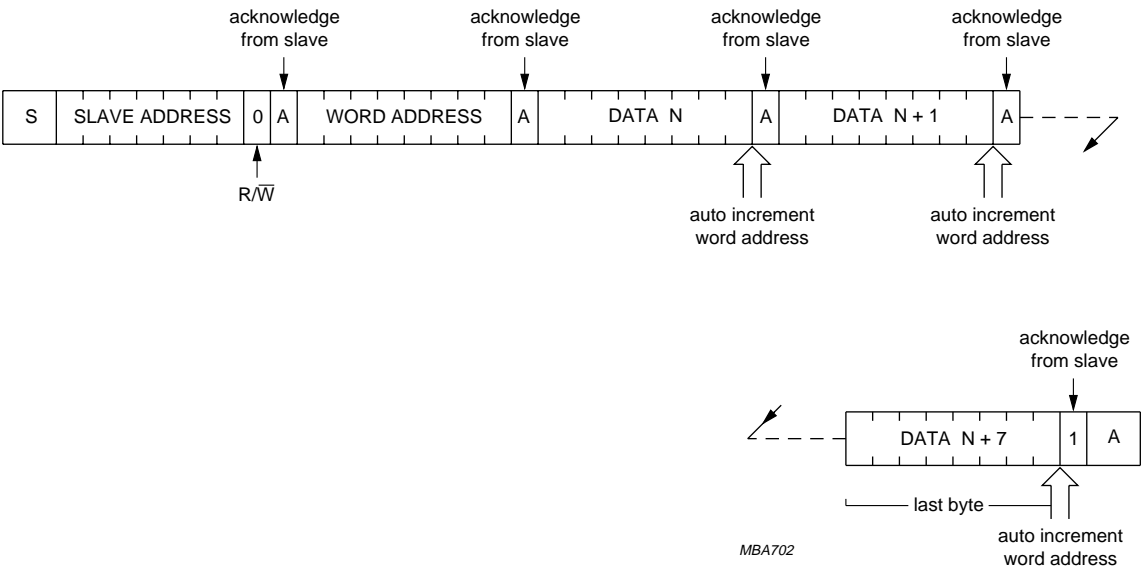 acknowledge
from slave
acknowledge
from slave
acknowledge
from slave
acknowledge
from slave
S SLAVE ADDRESS 0 A WORD ADDRESS A DATA N A DATA N + 1 A
R/W̅
auto increment
word address
auto increment
word address
acknowledge
from slave
DATA N + 7 1 A
last byte
auto increment
word address
MBA702